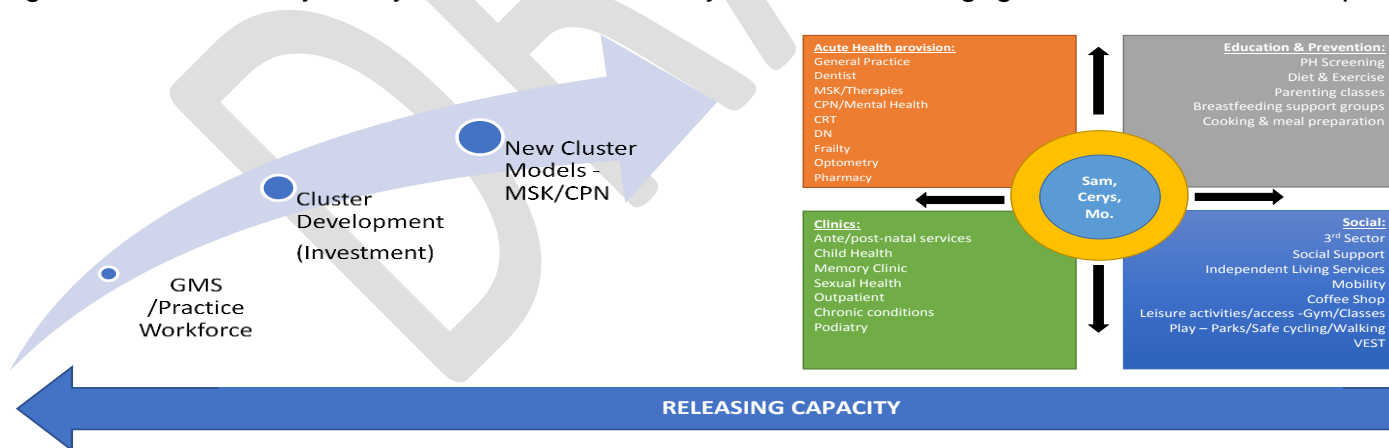 GMS
/Practice
Workforce
Cluster
Development
(Investment)
New Cluster
Models -
MSK/CPN
Acute Health provision:
General Practice
Dentist
MSK/Therapies
CPN/Mental Health
CRT
DN
Frailty
Optometry
Pharmacy
Education & Prevention:
PH Screening
Diet & Exercise
Parenting classes
Breastfeeding support groups
Cooking & meal preparation
Sam,
Cerys,
Mo.
Clinics:
Ante/post-natal services
Child Health
Memory Clinic
Sexual Health
Outpatient
Chronic conditions
Podiatry
Social:
3rd Sector
Social Support
Independent Living Services
Mobility
Coffee Shop
Leisure activities/access -Gym/Classes
Play – Parks/Safe cycling/Walking
VEST
RELEASING CAPACITY